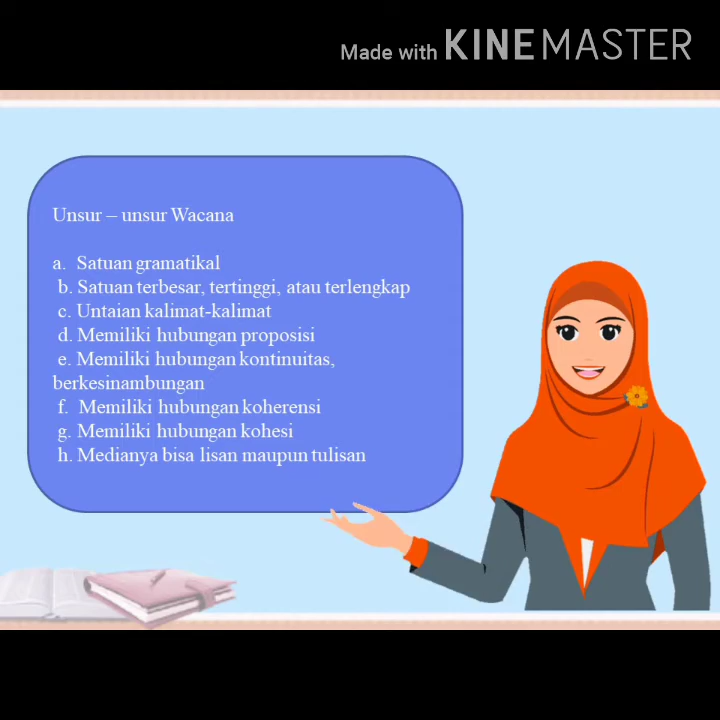 Made with KINEMASTER
Unsur – unsur Wacana
a. Satuan gramatikal
b. Satuan terbesar, tertinggi, atau terlengkap
c. Untaian kalimat-kalimat
d. Memiliki hubungan proposisi
e. Memiliki hubungan kontinuitas,
berkesinambungan
f. Memiliki hubungan koherensi
g. Memiliki hubungan kohesi
h. Medianya bisa lisan maupun tulisan